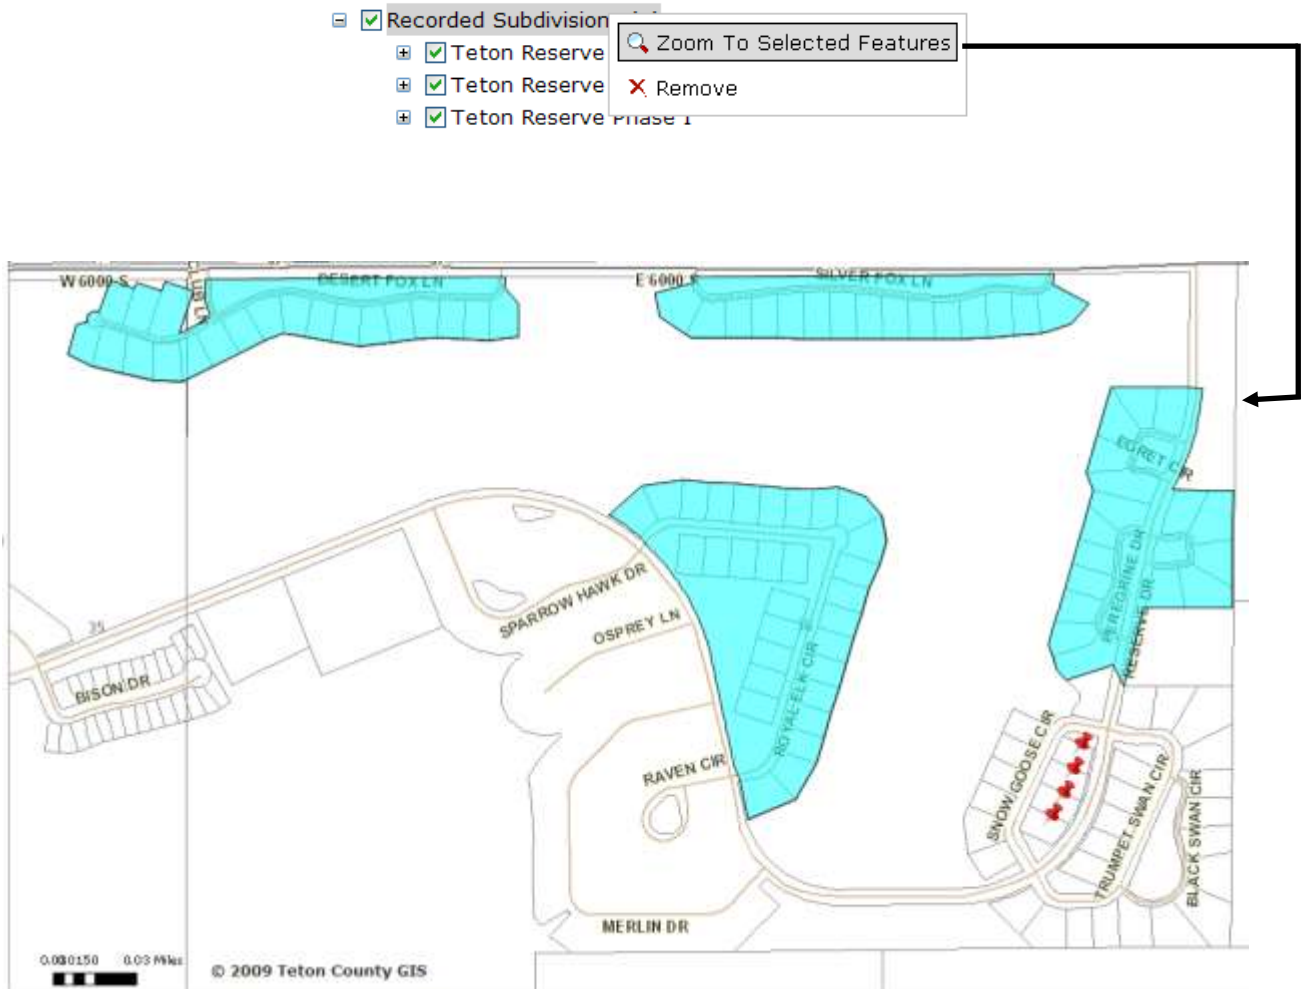 Recorded Subdivision
Zoom To Selected Features
Teton Reserve
Teton Reserve
Remove
Teton Reserve Phase I
W 6000 S
CLUB LN
DESERT FOX LN
E 6000 S
SILVER FOX LN
EGRET CIR
PEREGRINE DR
RESERVE DR
SPARROW HAWK DR
OSPREY LN
35
BISON DR
ROYAL ELK CIR
RAVEN CIR
SNOW GOOSE CIR
TRUMPET SWAN CIR
BLACK SWAN CIR
MERLIN DR
0.03 Miles
© 2009 Teton County GIS